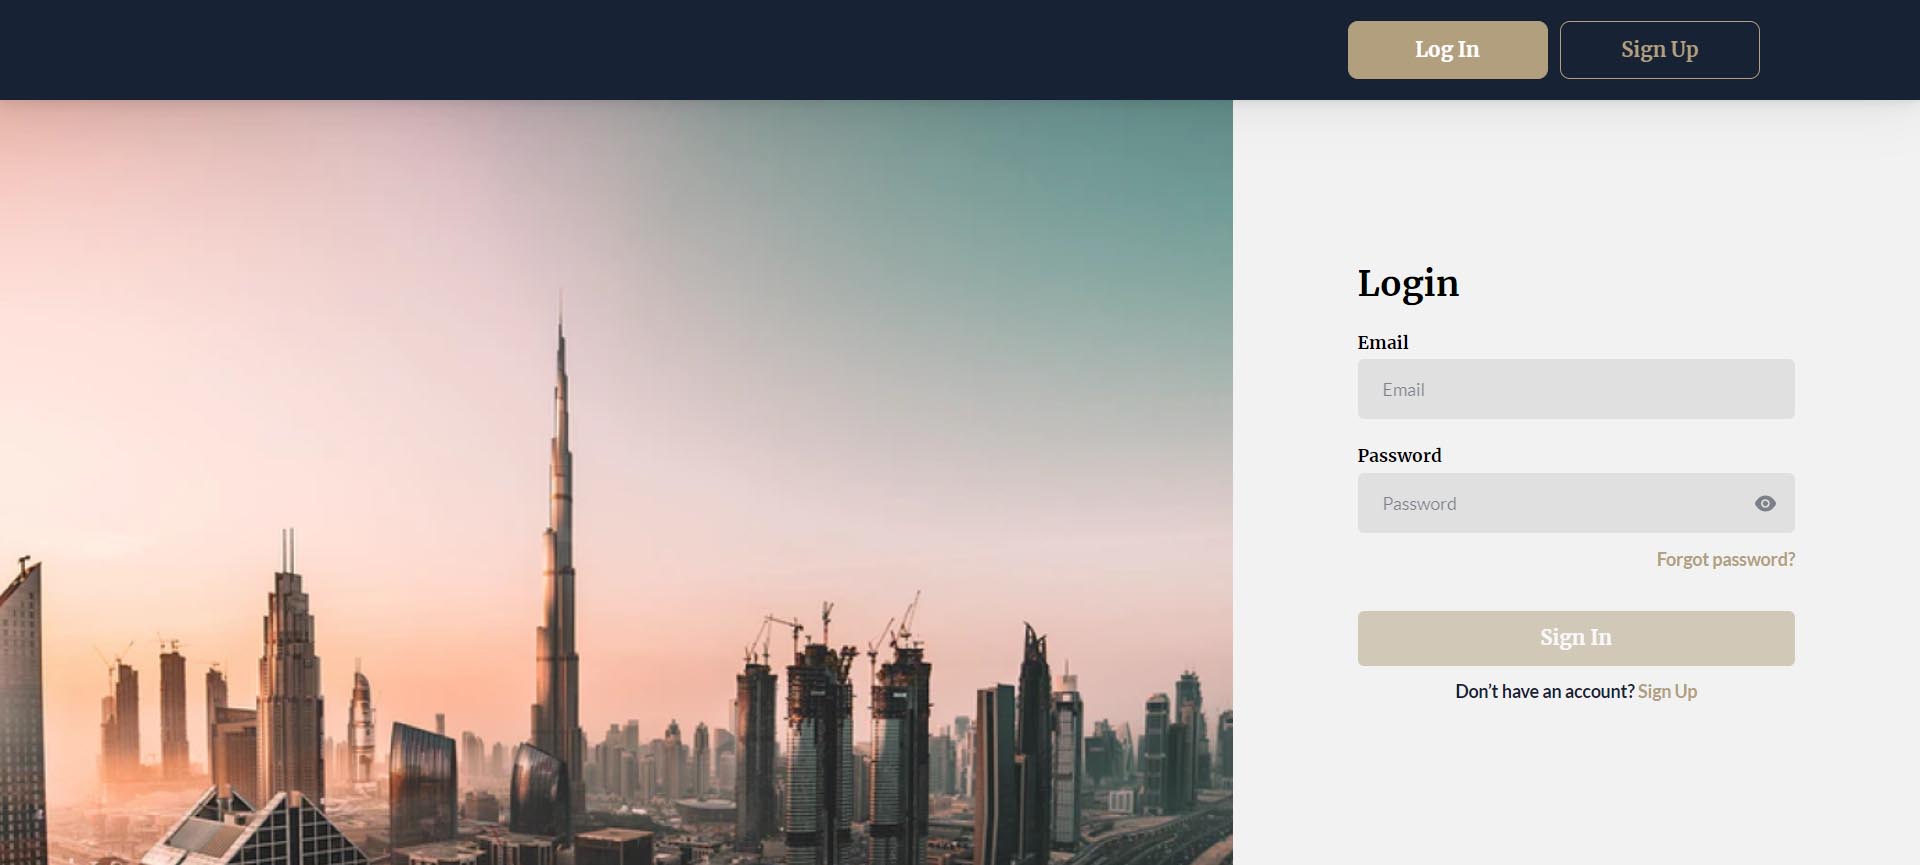 Log In
Sign Up
Login
Email
Email
Password
Password
Forgot password?
Sign In
Don’t have an account? Sign Up